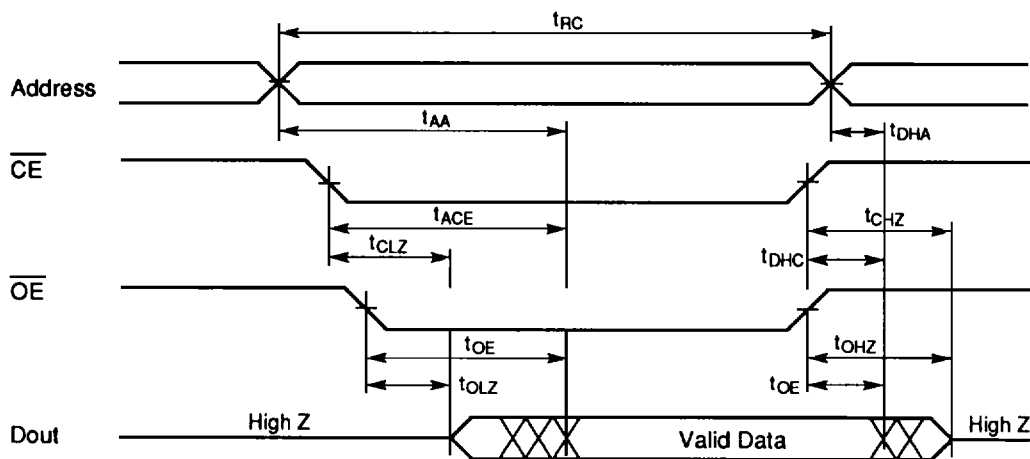 tRC
Address
tAA
tDHA
CE
tACE
tCHZ
tCLZ
tDHC
OE
tOE
tOHZ
tOLZ
tOE
Dout
High Z
Valid Data
High Z